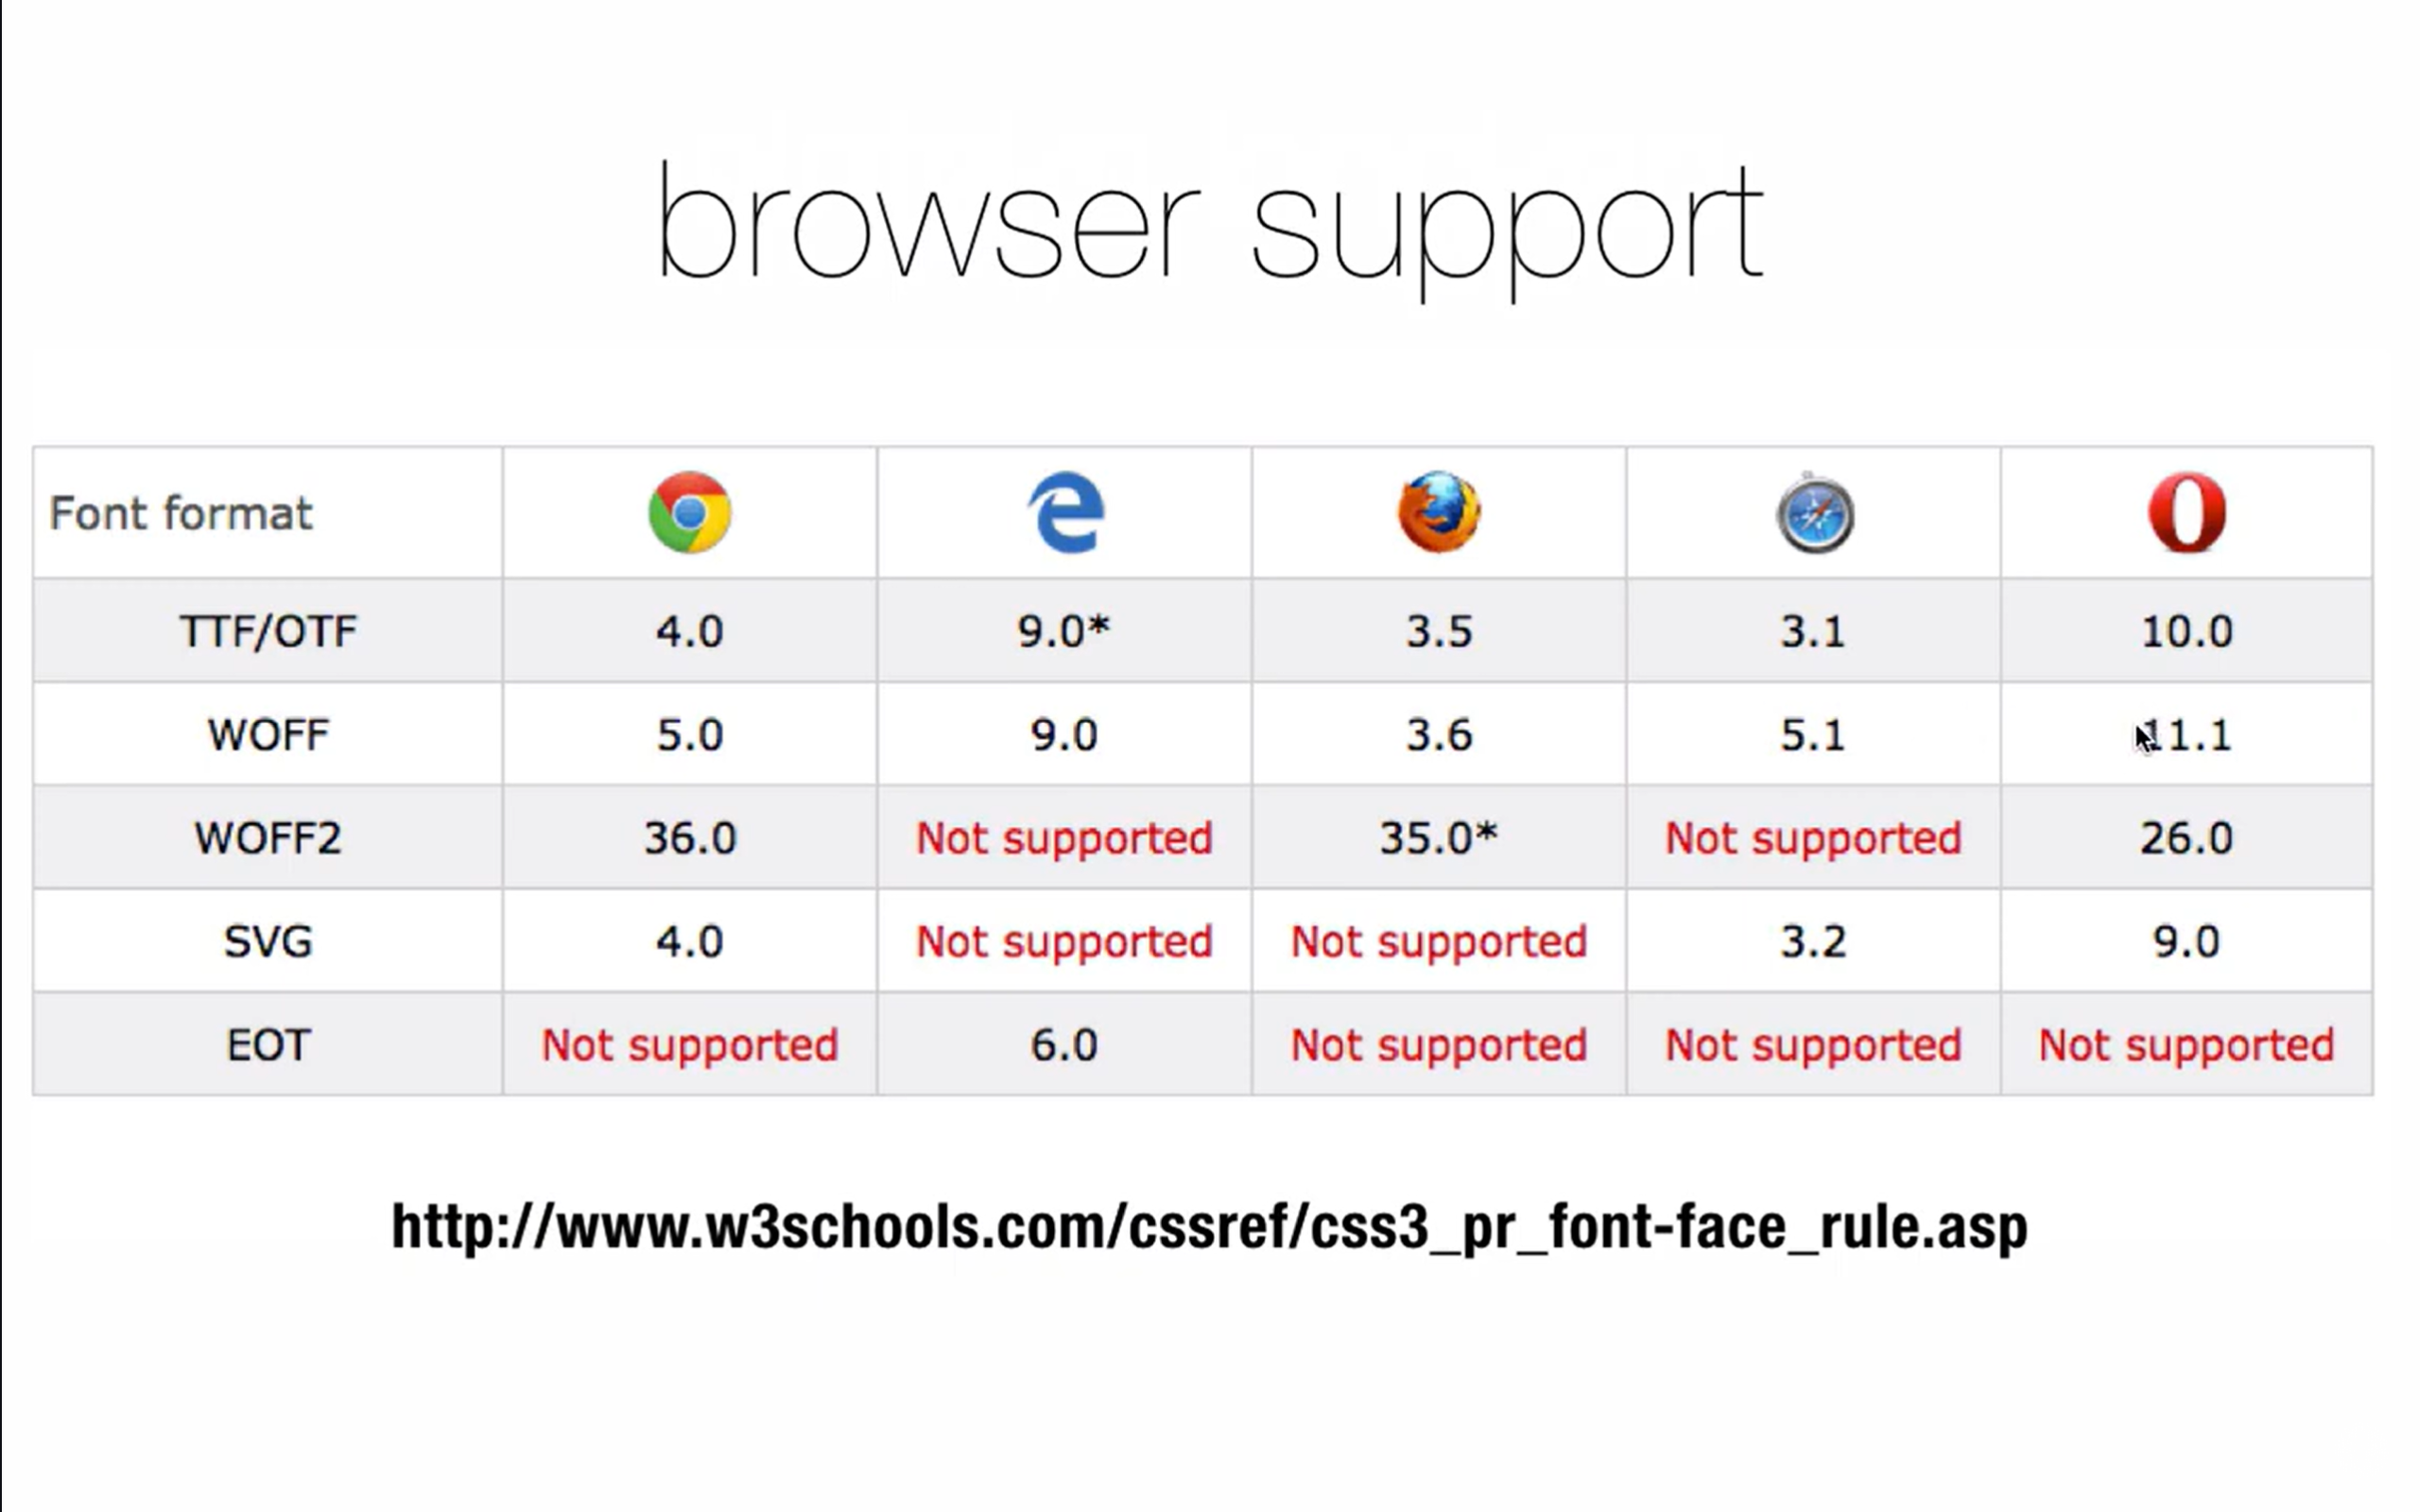 browser support
Font format
TTF/OTF 4.0 9.0* 3.5 3.1 10.0
WOFF 5.0 9.0 3.6 5.1 11.1
WOFF2 36.0 Not supported 35.0* Not supported 26.0
SVG 4.0 Not supported Not supported 3.2 9.0
EOT Not supported 6.0 Not supported Not supported Not supported
http://www.w3schools.com/cssref/css3_pr_font-face_rule.asp